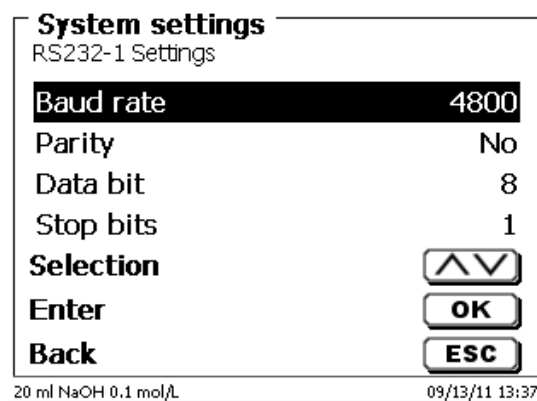 System settings
RS232-1 Settings
Baud rate 4800
Parity No
Data bit 8
Stop bits 1
Selection
Enter OK
Back ESC
20 ml NaOH 0.1 mol/L 09/13/11 13:37